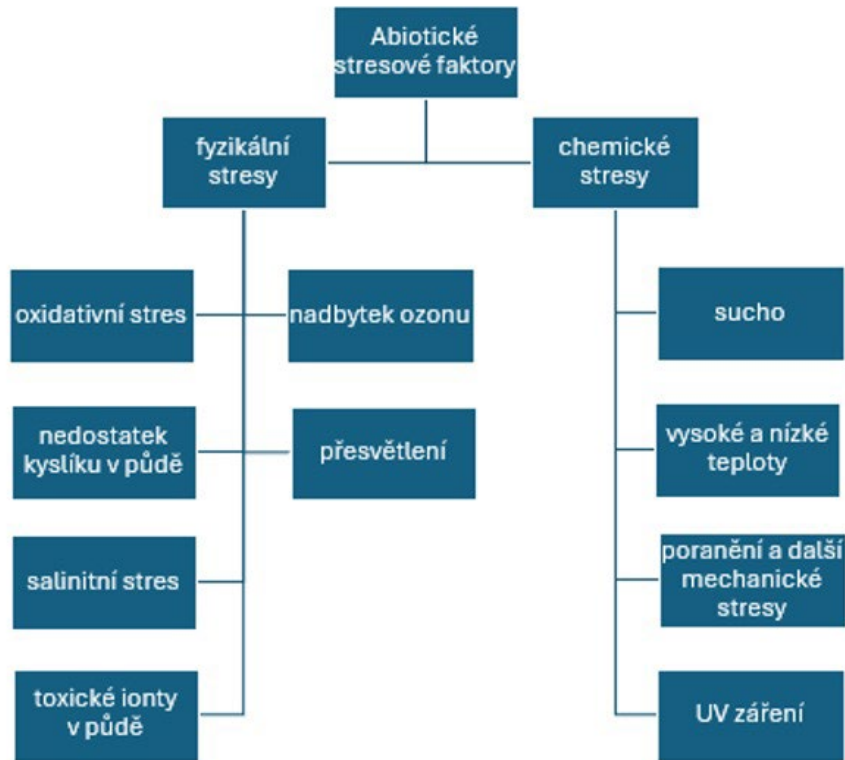 Abiotické
stresové faktory
fyzikální
stresy
chemické
stresy
oxidativní stres
nadbytek ozonu
sucho
nedostatek
kyslíku v půdě
přesvětlení
vysoké a nízké
teploty
salinitní stres
poranění a další
mechanické
stresy
toxické ionty
v půdě
UV záření